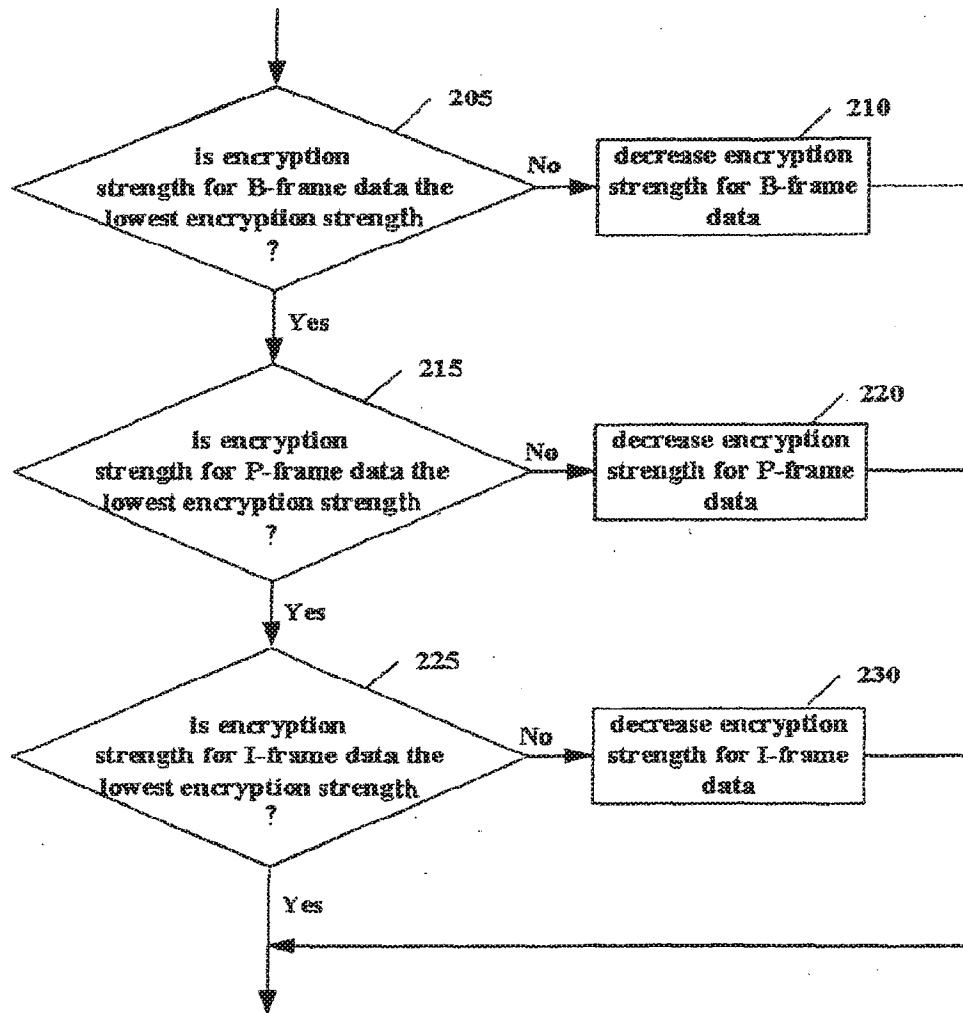 205
is encryption
strength for B-frame data the
lowest encryption strength
?
No
210
decrease encryption
strength for B-frame
data
Yes
215
is encryption
strength for P-frame data the
lowest encryption strength
?
No
220
decrease encryption
strength for P-frame
data
Yes
225
is encryption
strength for I-frame data the
lowest encryption strength
?
No
230
decrease encryption
strength for I-frame
data
Yes